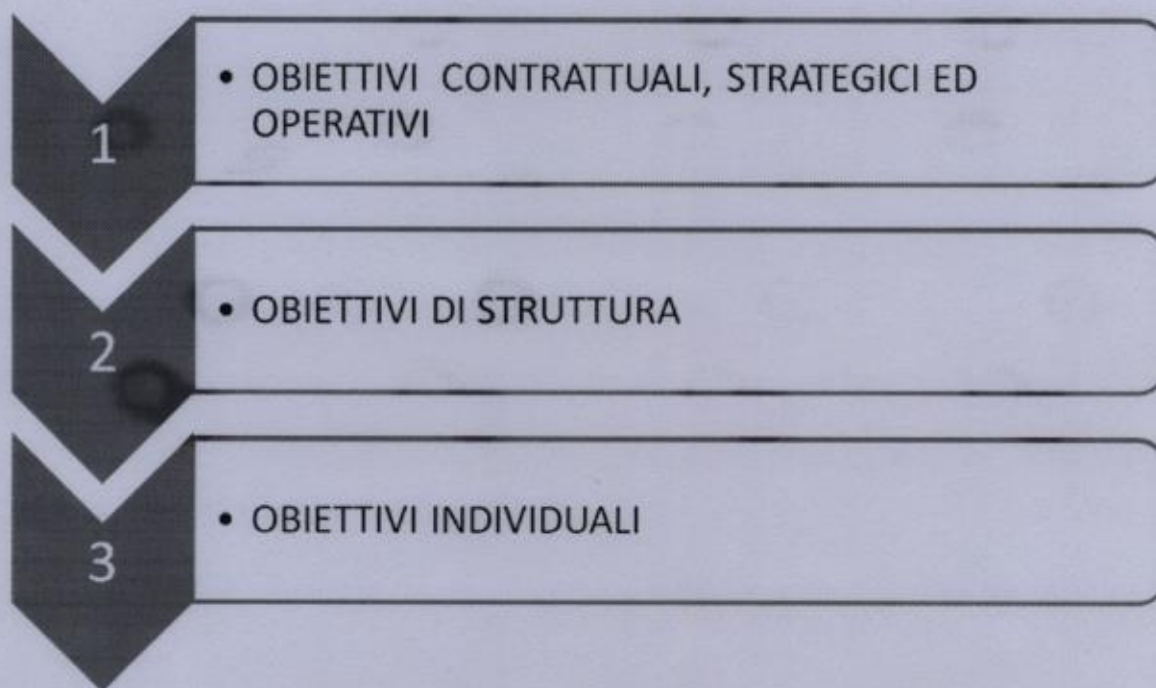 1
• OBIETTIVI CONTRATTUALI, STRATEGICI ED
OPERATIVI
2
• OBIETTIVI DI STRUTTURA
3
• OBIETTIVI INDIVIDUALI